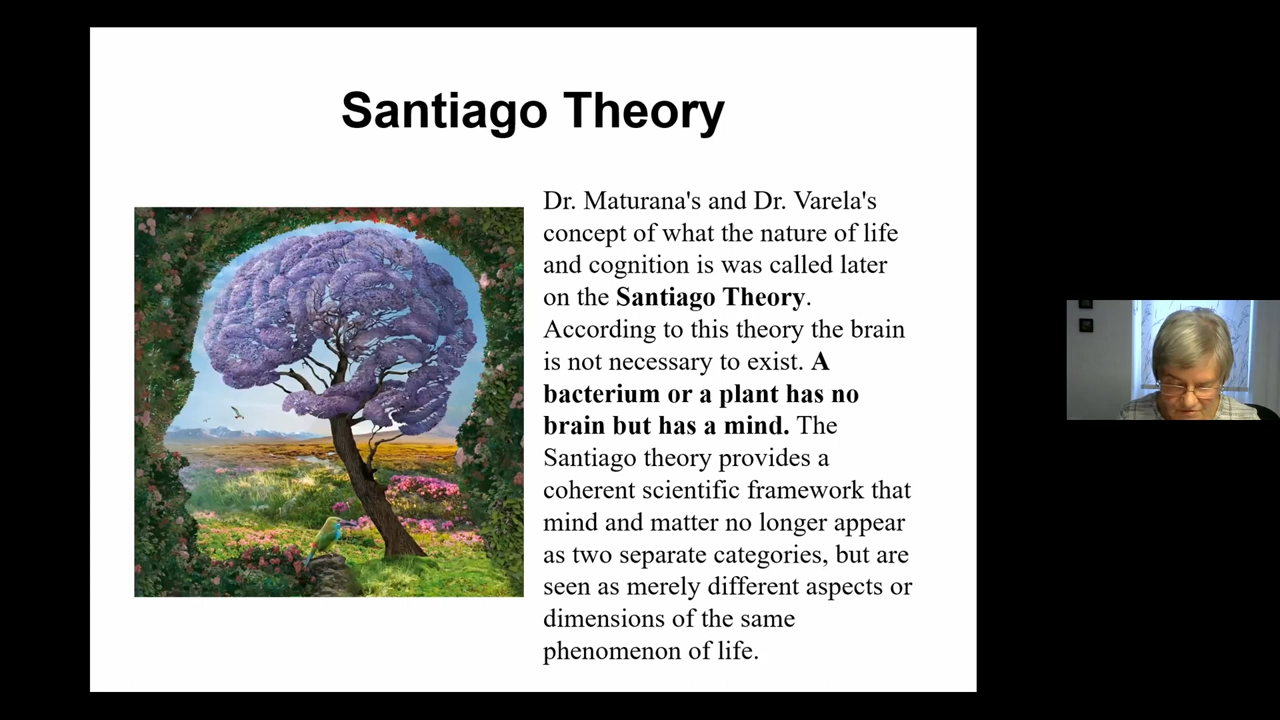 Santiago Theory
Dr. Maturana's and Dr. Varela's
concept of what the nature of life
and cognition is was called later
on the Santiago Theory.
According to this theory the brain
is not necessary to exist. A
bacterium or a plant has no
brain but has a mind. The
Santiago theory provides a
coherent scientific framework that
mind and matter no longer appear
as two separate categories, but are
seen as merely different aspects or
dimensions of the same
phenomenon of life.